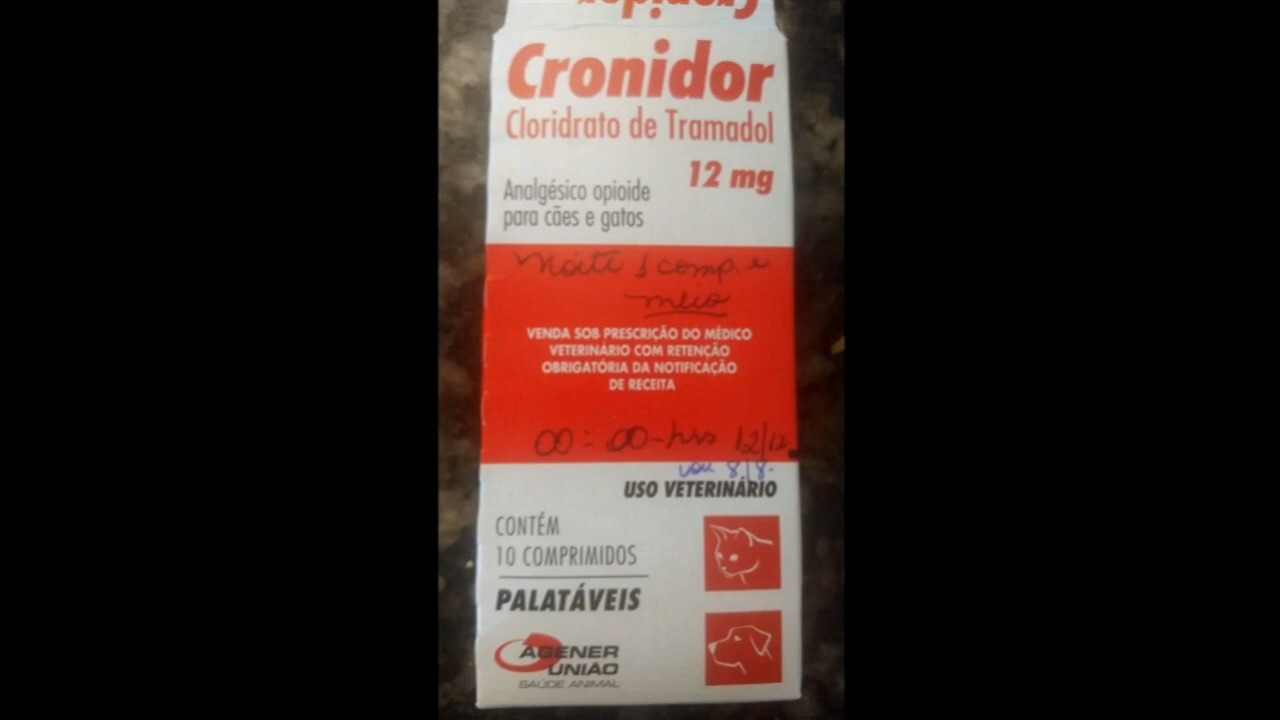 Cronidor
Cloridrato de Tramadol
12 mg
Analgésico opioide
para cães e gatos
Noite 1 comp. e
meio
VENDA SOB PRESCRIÇÃO DO MÉDICO
VETERINÁRIO COM RETENÇÃO
OBRIGATÓRIA DA NOTIFICAÇÃO
DE RECEITA
00:00-hrs 12/12
8/8.
USO VETERINÁRIO
CONTÉM
10 COMPRIMIDOS
PALATÁVEIS
AGENER
UNIÃO
SAÚDE ANIMAL